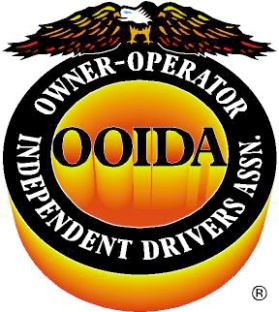 OWNER-OPERATOR
OOIDA
INDEPENDENT DRIVERS ASSN.
®